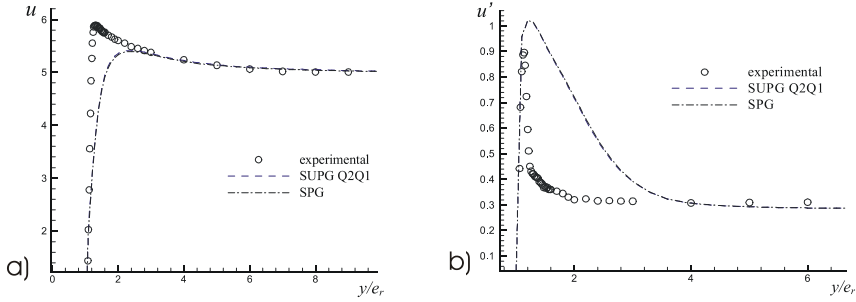 u
6
5
4
3
2
0
2
4
6
8
y/e_r
experimental
SUPG Q2Q1
SPG
a)
u'
1
0.9
0.8
0.7
0.6
0.5
0.4
0.3
0.2
0.1
2
4
6
y/e_r
experimental
SUPG Q2Q1
SPG
b)